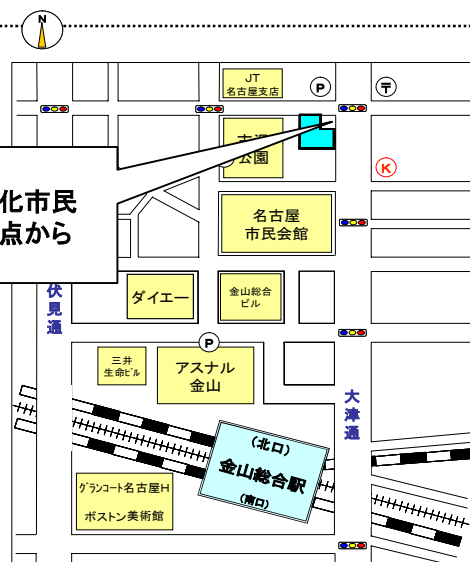 N
JT
名古屋支店
P
〒
公園
K
化市民
点から
名古屋
市民会館
伏見通
ダイエー
金山総合
ビル
P
三井
生命ビル
アスナル
金山
大津通
(北口)
金山総合駅
(南口)
グランコート名古屋H
ボストン美術館